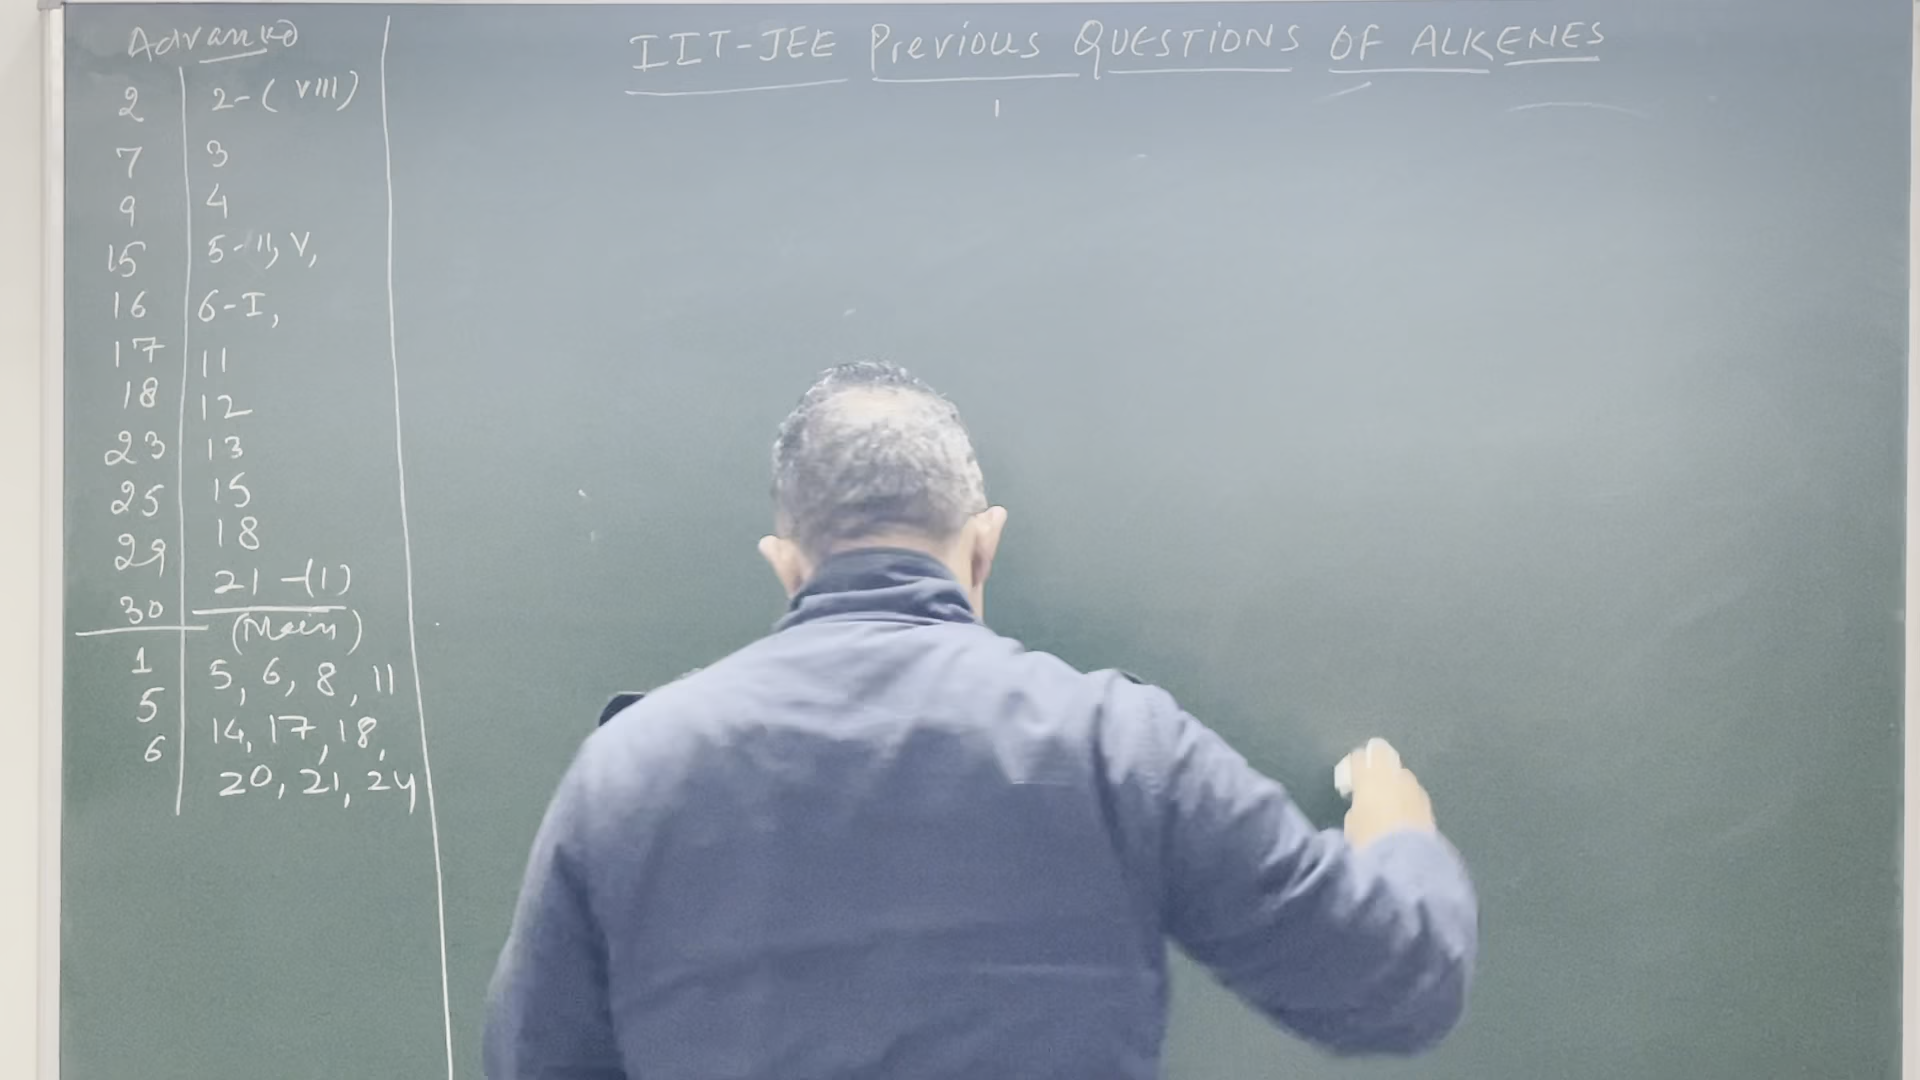 IIT-JEE Previous QUESTIONS OF ALKENES
Advanced
2 2-(VIII)
7 3
9 4
15 5-II, V,
16 6-I,
17 11
18 12
23 13
25 15
29 18
30 21-(1)
(Main)
1 5, 6, 8, 11
5 14, 17, 18,
6 20, 21, 24